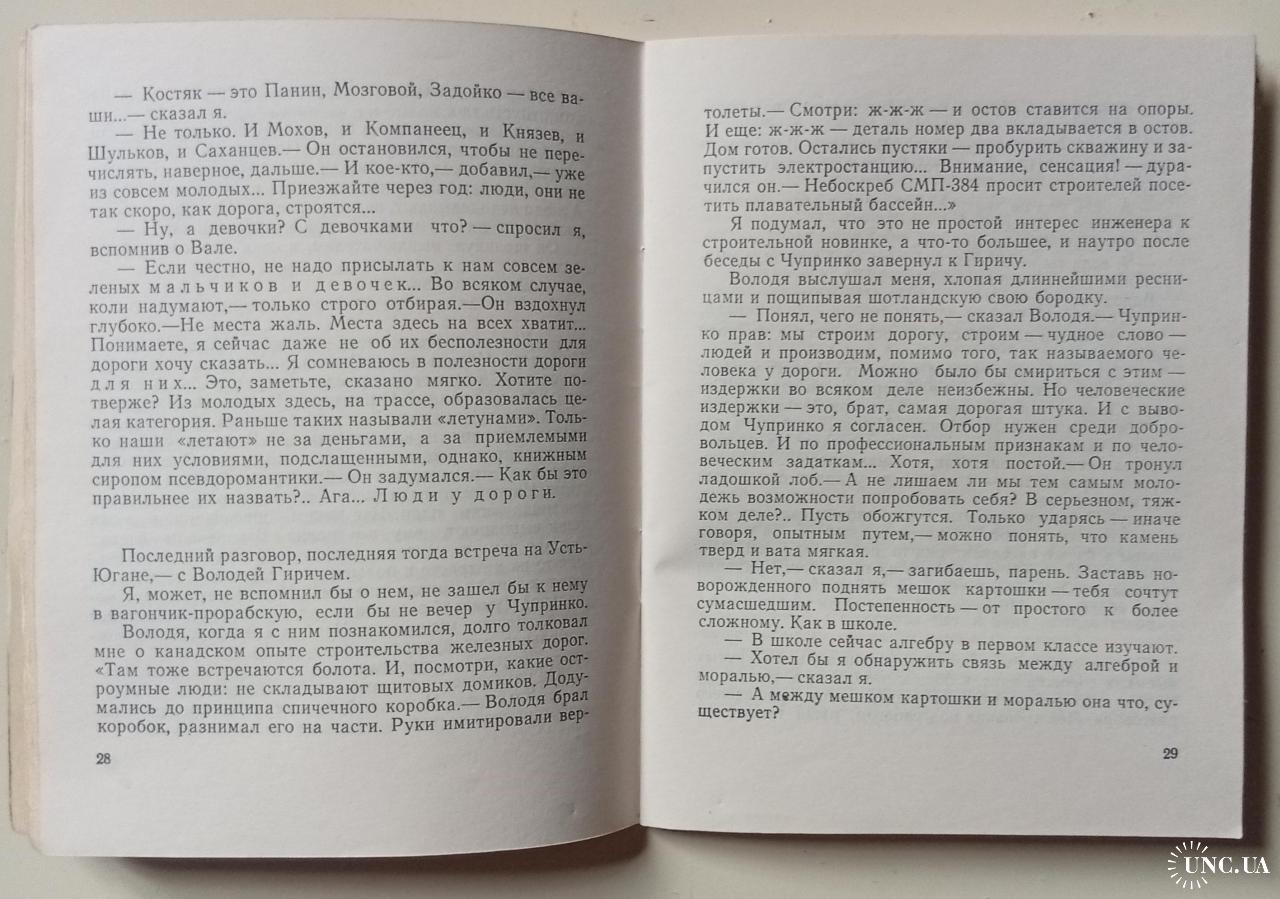 — Костяк — это Панин, Мозговой, Задойко — все ва-
ши...— сказал я.
— Не только. И Мохов, и Компанеец, и Князев, и
Шульков, и Саханцев.— Он остановился, чтобы не пере-
числять, наверное, дальше.— И кое-кто,— добавил,— уже
из совсем молодых... Приезжайте через год: люди, они не
так скоро, как дорога, строятся...
— Ну, а девочки? С девочками что? — спросил я,
вспомнив о Вале.
— Если честно, не надо присылать к нам совсем зе-
леных мальчиков и девочек... Во всяком случае,
коли надумают,— только строго отбирая.—Он вздохнул
глубоко.—Не места жаль. Места здесь на всех хватит...
Понимаете, я сейчас даже не об их бесполезности для
дороги хочу сказать... Я сомневаюсь в полезности дороги
для них... Это, заметьте, сказано мягко. Хотите по-
тверже? Из молодых здесь, на трассе, образовалась це-
лая категория. Раньше таких называли «летунами». Толь-
ко наши «летают» не за деньгами, а за приемлемыми
для них условиями, подслащенными, однако, книжным
сиропом псевдоромантики.— Он задумался.— Как бы это
правильнее их назвать?.. Ага... Люди у дороги.
Последний разговор, последняя тогда встреча на Усть-
Югане,— с Володей Гиричем.
Я, может, не вспомнил бы о нем, не зашел бы к нему
в вагончик-прорабскую, если бы не вечер у Чупринко.
Володя, когда я с ним познакомился, долго толковал
мне о канадском опыте строительства железных дорог.
«Там тоже встречаются болота. И, посмотри, какие ост-
роумные люди: не складывают щитовых домиков. Доду-
мались до принципа спичечного коробка.— Володя брал
коробок, разнимал его на части. Руки имитировали вер-
28
толеты.— Смотри: ж-ж-ж — и остов ставится на опоры.
И еще: ж-ж-ж — деталь номер два вкладывается в остов.
Дом готов. Остались пустяки — пробурить скважину и за-
пустить электростанцию... Внимание, сенсация! — дура-
чился он.— Небоскреб СМП-384 просит строителей посе-
тить плавательный бассейн...»
Я подумал, что это не простой интерес инженера к
строительной новинке, а что-то большее, и наутро после
беседы с Чупринко завернул к Гиричу.
Володя выслушал меня, хлопая длиннейшими ресни-
цами и пощипывая шотландскую свою бородку.
— Понял, чего не понять,— сказал Володя.— Чуприн-
ко прав: мы строим дорогу, строим — чудное слово —
людей и производим, помимо того, так называемого че-
ловека у дороги. Можно было бы смириться с этим —
издержки во всяком деле неизбежны. Но человеческие
издержки — это, брат, самая дорогая штука. И с выво-
дом Чупринко я согласен. Отбор нужен среди добро-
вольцев. И по профессиональным признакам и по чело-
веческим задаткам... Хотя, хотя постой.— Он тронул
ладошкой лоб.— А не лишаем ли мы тем самым моло-
дежь возможности попробовать себя? В серьезном, тяж-
ком деле?.. Пусть обожгутся. Только ударясь — иначе
говоря, опытным путем,— можно понять, что камень
тверд и вата мягкая.
— Нет,— сказал я,— загибаешь, парень. Заставь но-
ворожденного поднять мешок картошки — тебя сочтут
сумасшедшим. Постепенность — от простого к более
сложному. Как в школе.
— В школе сейчас алгебру в первом классе изучают.
— Хотел бы я обнаружить связь между алгеброй и
моралью,— сказал я.
— А между мешком картошки и моралью она что, су-
ществует?
29
UNC.UA